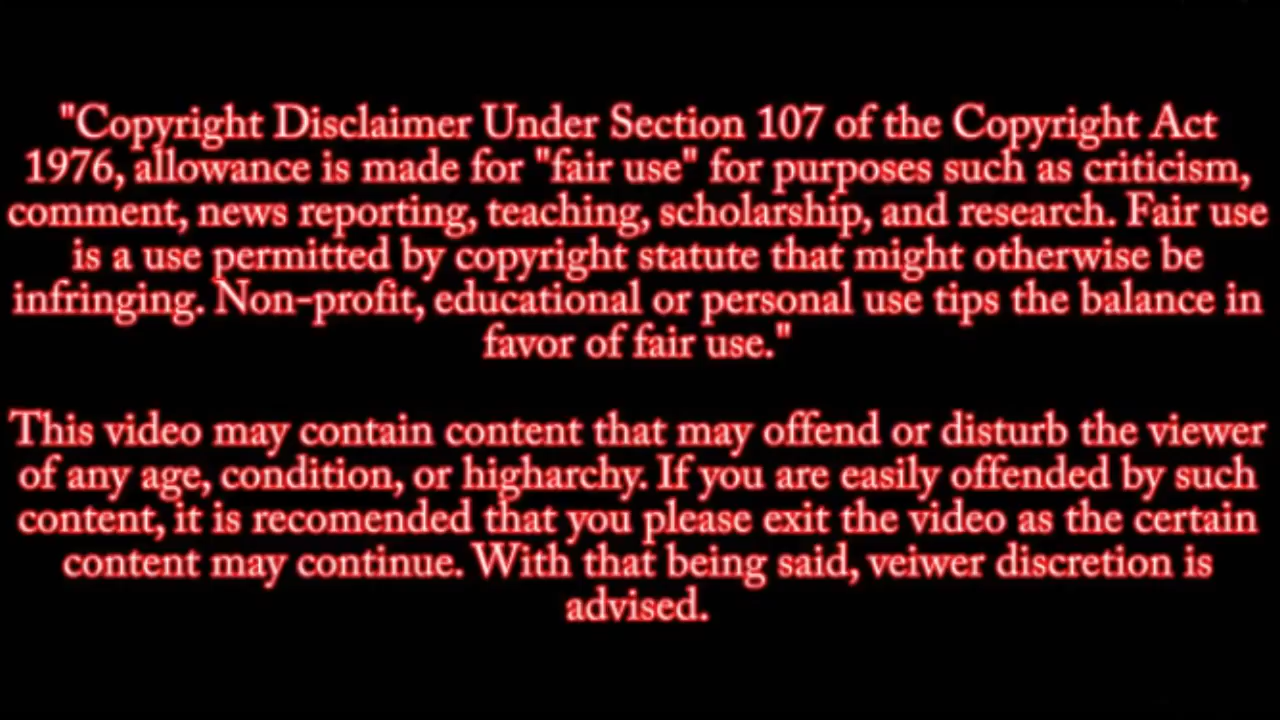 "Copyright Disclaimer Under Section 107 of the Copyright Act
1976, allowance is made for "fair use" for purposes such as criticism,
comment, news reporting, teaching, scholarship, and research. Fair use
is a use permitted by copyright statute that might otherwise be
infringing. Non-profit, educational or personal use tips the balance in
favor of fair use."
This video may contain content that may offend or disturb the viewer
of any age, condition, or higharchy. If you are easily offended by such
content, it is recomended that you please exit the video as the certain
content may continue. With that being said, veiwer discretion is
advised.